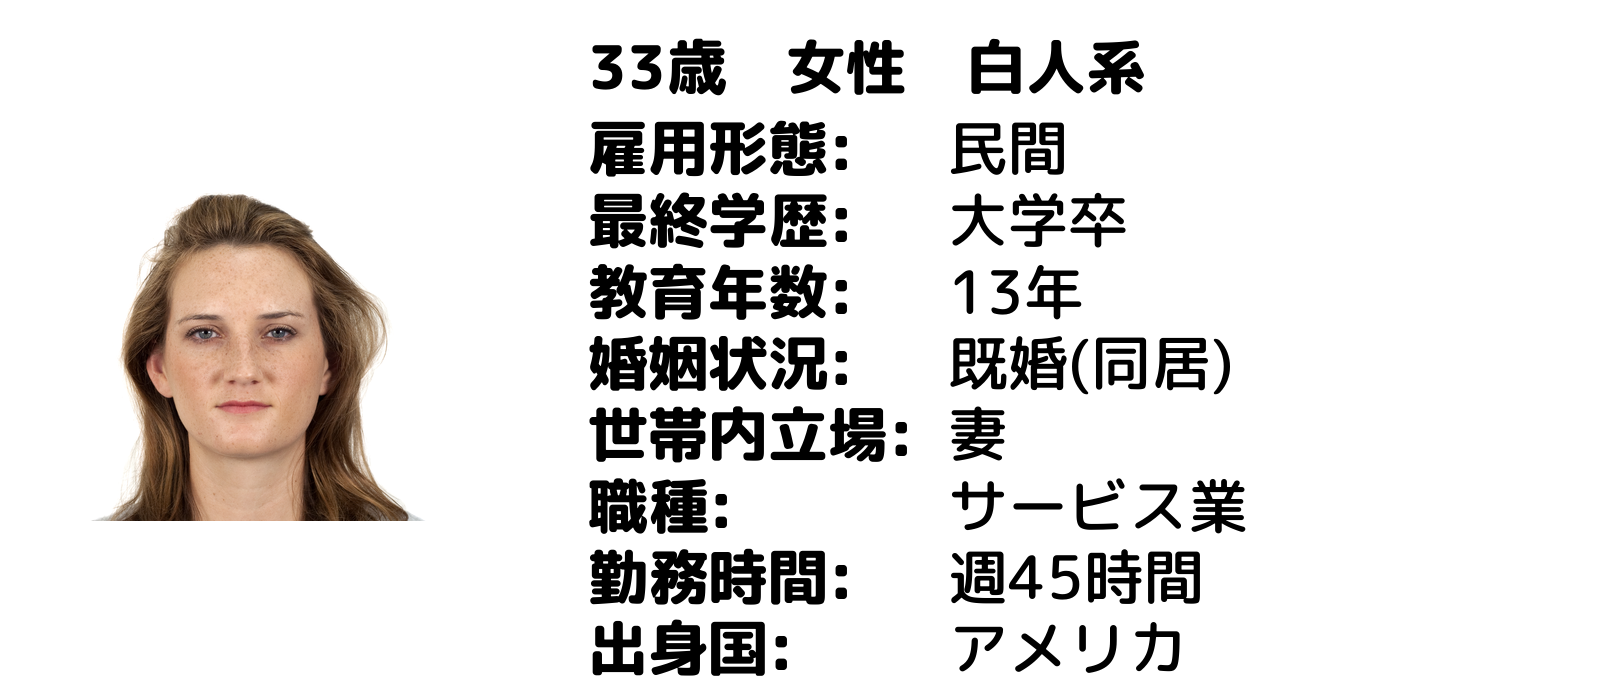 33歳　女性　白人系
雇用形態:　民間
最終学歴:　大学卒
教育年数:　13年
婚姻状況:　既婚(同居)
世帯内立場:　妻
職種:　サービス業
勤務時間:　週45時間
出身国:　アメリカ